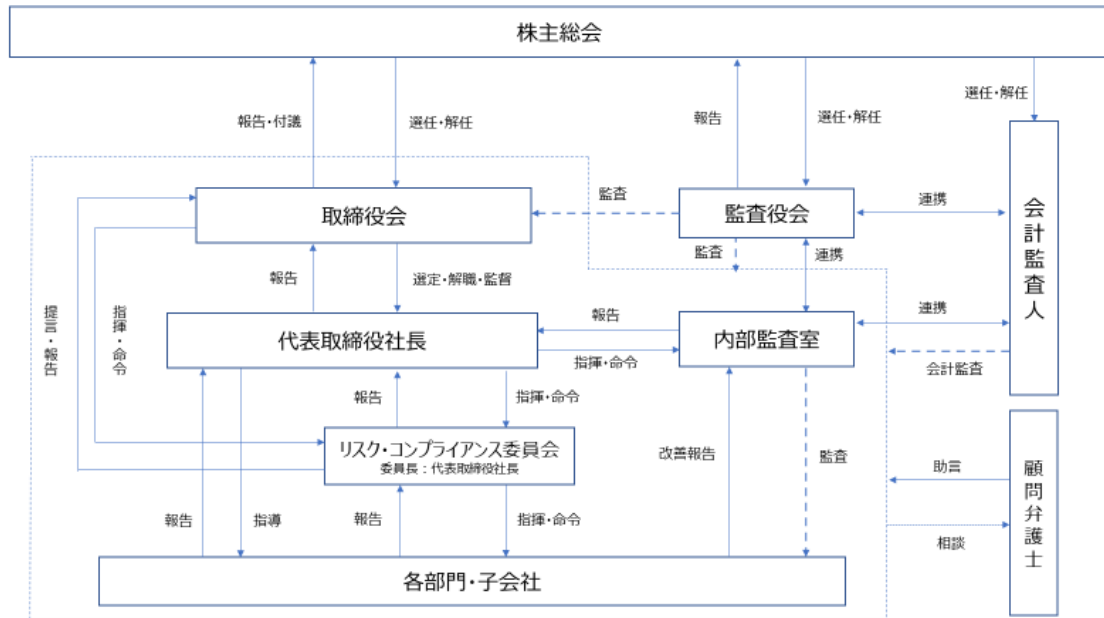 株主総会
報告・付議
選任・解任
報告
選任・解任
選任・解任
取締役会
監査
監査役会
連携
会計監査人
監査
連携
報告
選定・解職・監督
提言・報告
指揮・命令
代表取締役社長
報告
指揮・命令
内部監査室
連携
会計監査
報告
指揮・命令
リスク・コンプライアンス委員会
委員長：代表取締役社長
改善報告
監査
助言
顧問弁護士
相談
報告
指導
報告
指揮・命令
各部門・子会社